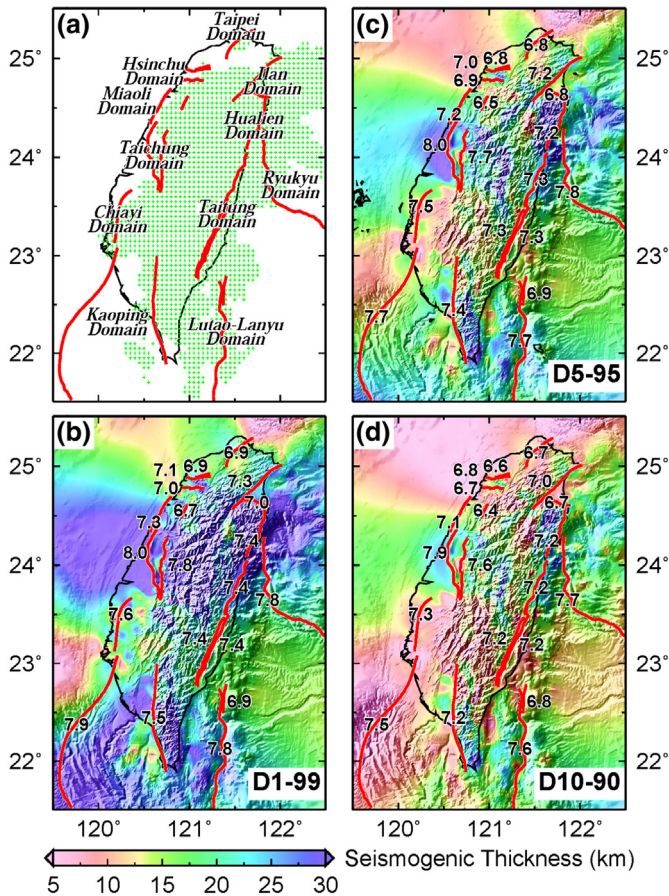 (a)
Taipei
Domain
Hsinchu
Domain
Ilan
Domain
Miaoli
Domain
Hualien
Domain
Taichung
Domain
Ryukyu
Domain
Taitung
Domain
Chiayi
Domain
Kaoping
Domain
Lutao-Lanyu
Domain
25°
24°
23°
22°
(c)
6.8
7.0
6.8
6.9
7.2
6.5
6.8
7.2
7.2
8.0
7.7
7.3
7.8
7.5
7.3
7.3
6.9
7.7
7.4
7.7
D5-95
(b)
6.9
7.1
6.9
7.0
7.3
6.7
7.0
7.3
7.4
8.0
7.8
7.4
7.8
7.6
7.4
7.4
6.9
7.9
7.5
7.8
D1-99
25°
24°
23°
22°
120°
121°
122°
(d)
6.7
6.8
6.6
6.7
7.0
6.4
6.7
7.1
7.2
7.9
7.6
7.2
7.7
7.3
7.2
7.2
6.8
7.5
7.2
7.6
D10-90
120°
121°
122°
Seismogenic Thickness (km)
5 10 15 20 25 30